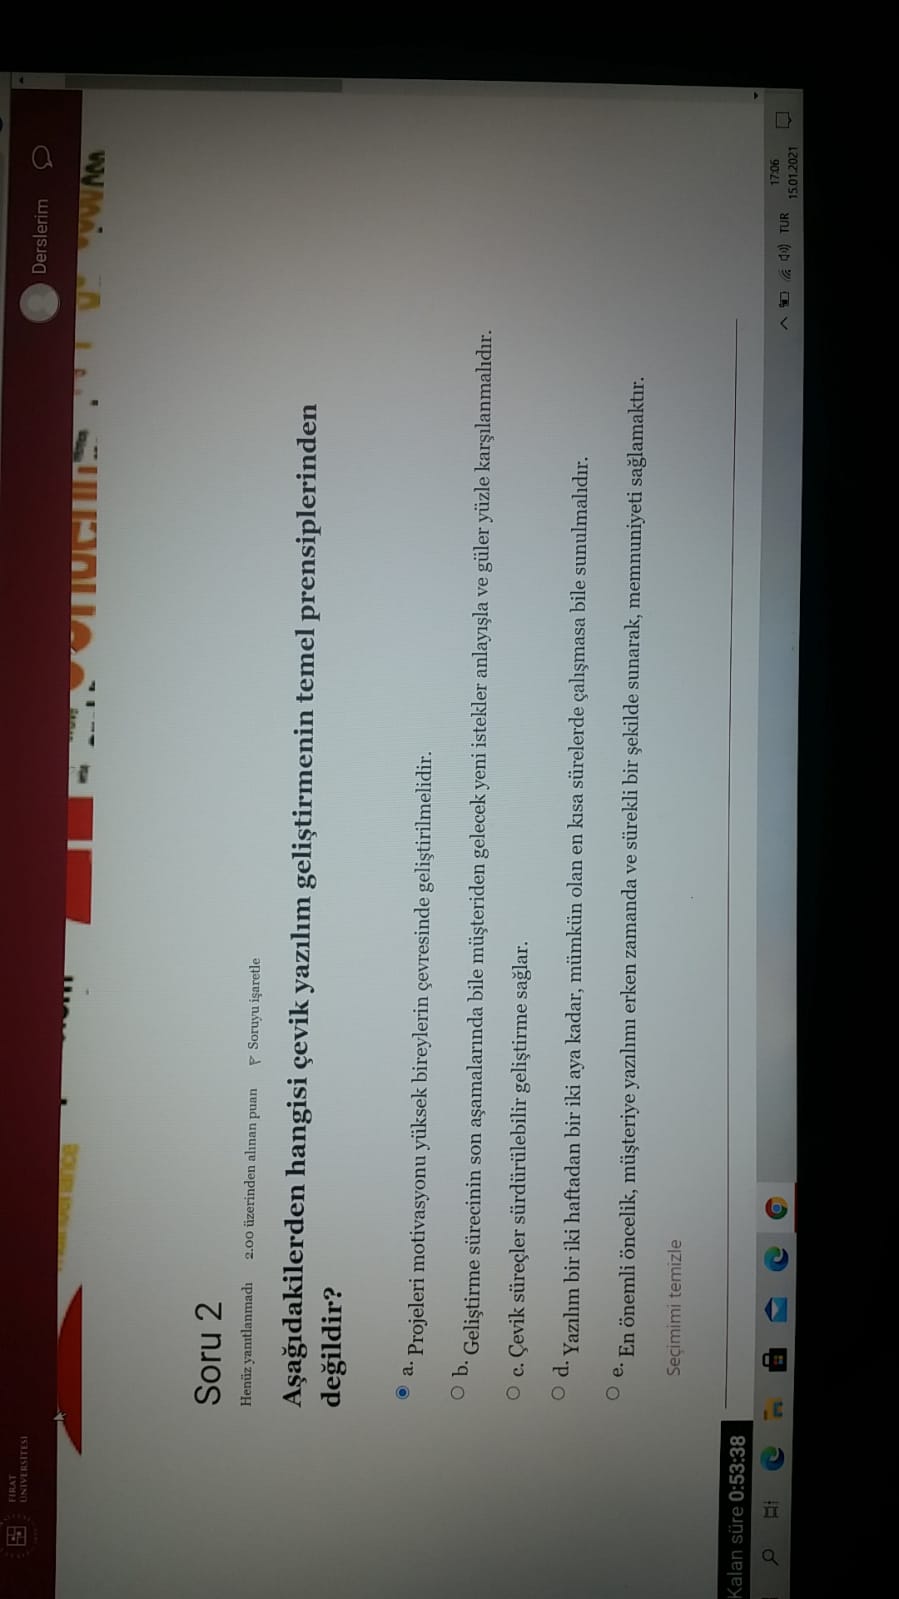 FIRAT
ÜNİVERSİTESİ
Derslerim
Soru 2
Henüz yanıtlanmadı 2.00 üzerinden alınan puan Soruyu işaretle
Aşağıdakilerden hangisi çevik yazılım geliştirmenin temel prensiplerinden
değildir?
a. Projeleri motivasyonu yüksek bireylerin çevresinde geliştirilmelidir.
b. Geliştirme sürecinin son aşamalarında bile müşteriden gelecek yeni istekler anlayışla ve güler yüzle karşılanmalıdır.
c. Çevik süreçler sürdürülebilir geliştirme sağlar.
d. Yazılım bir iki haftadan bir iki aya kadar, mümkün olan en kısa sürelerde çalışmasa bile sunulmalıdır.
e. En önemli öncelik, müşteriye yazılımı erken zamanda ve sürekli bir şekilde sunarak, memnuniyeti sağlamaktır.
Seçimimi temizle
Kalan süre 0:53:38
TUR
17:06
15.01.2021